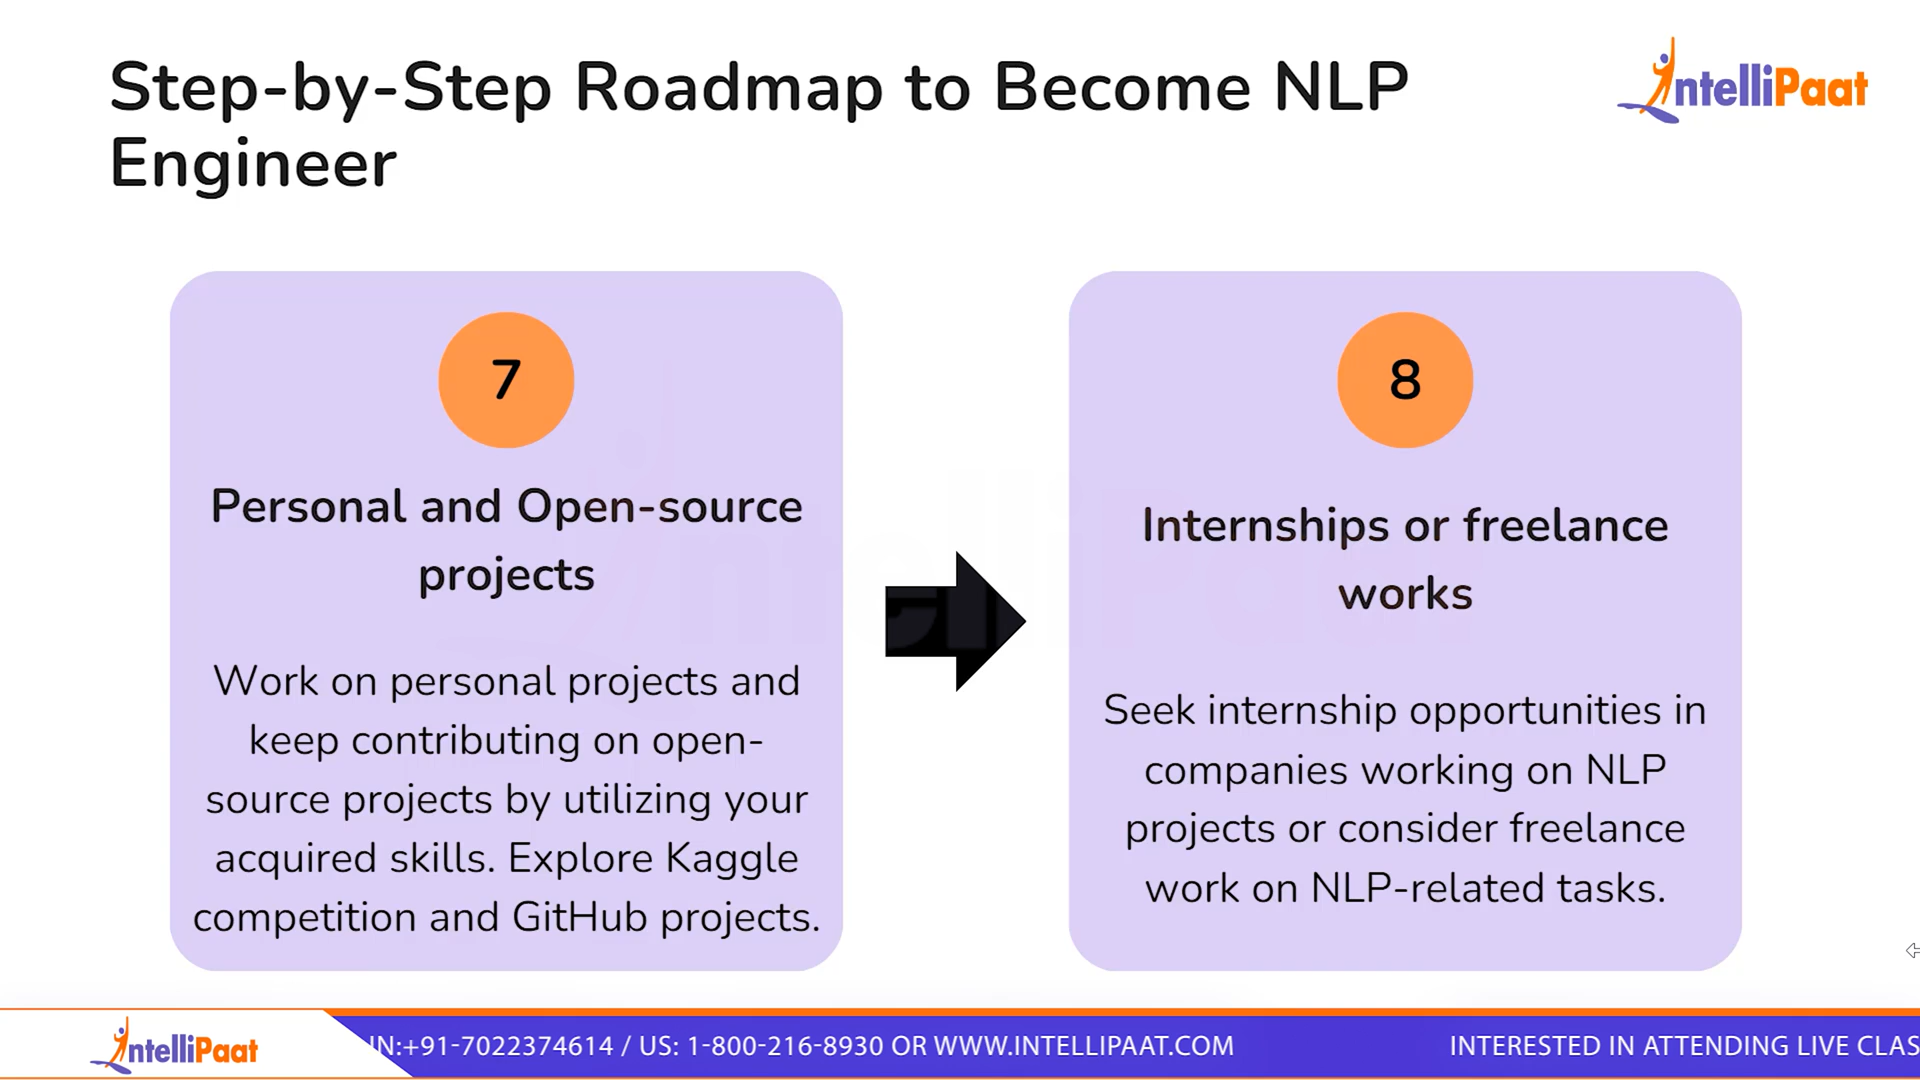 Step-by-Step Roadmap to Become NLP
Engineer
IntelliPaat
7
Personal and Open-source
projects
Work on personal projects and
keep contributing on open-
source projects by utilizing your
acquired skills. Explore Kaggle
competition and GitHub projects.
8
Internships or freelance
works
Seek internship opportunities in
companies working on NLP
projects or consider freelance
work on NLP-related tasks.
IntelliPaat
IN:+91-7022374614 / US: 1-800-216-8930 OR WWW.INTELLIPAAT.COM
INTERESTED IN ATTENDING LIVE CLAS